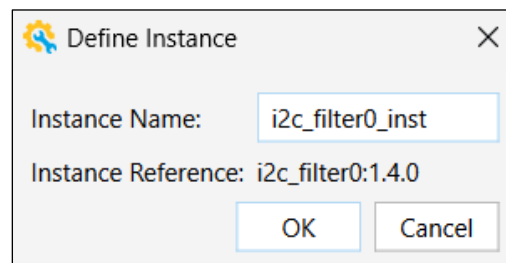 Define Instance
Instance Name: i2c_filter0_inst
Instance Reference: i2c_filter0:1.4.0
OK Cancel